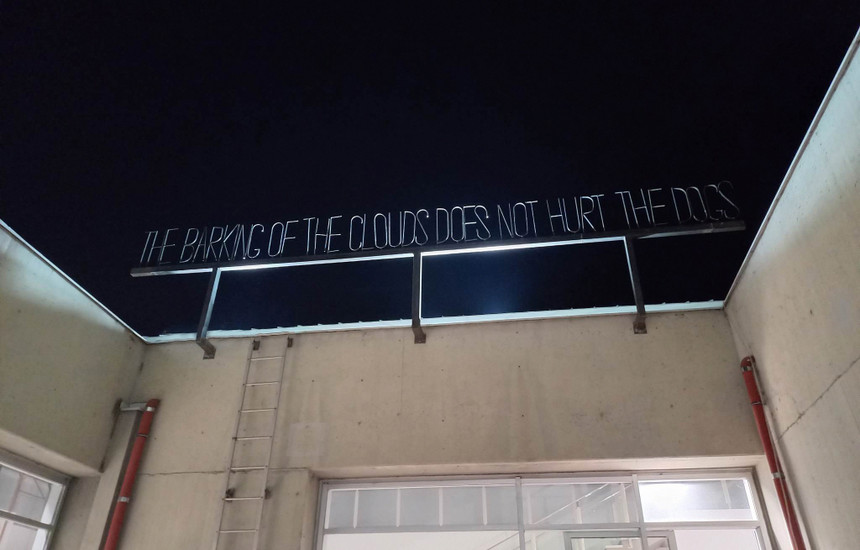 THE BARKING OF THE CLOUDS DOES NOT HURT THE DOGS